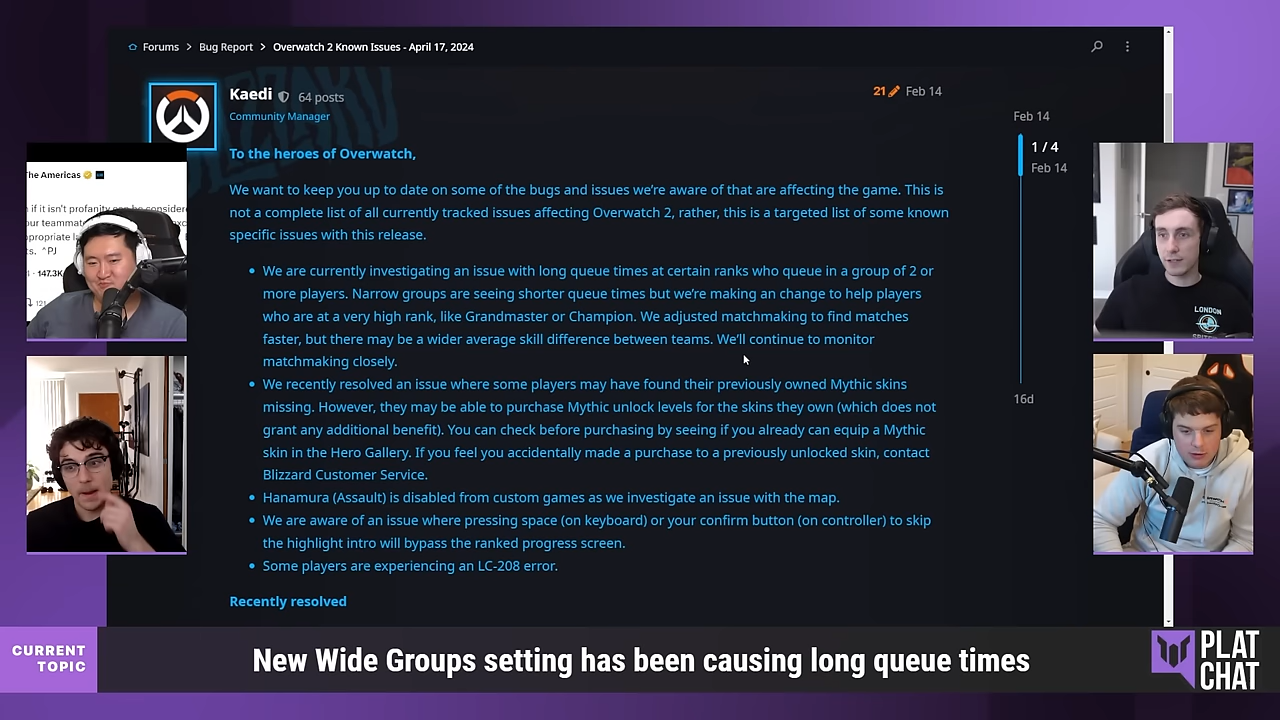 Forums > Bug Report > Overwatch 2 Known Issues - April 17, 2024
Kaedi 64 posts
21 Feb 14
Community Manager
Feb 14
1 / 4
Feb 14
16d
To the heroes of Overwatch,
We want to keep you up to date on some of the bugs and issues we're aware of that are affecting the game. This is
not a complete list of all currently tracked issues affecting Overwatch 2, rather, this is a targeted list of some known
specific issues with this release.
• We are currently investigating an issue with long queue times at certain ranks who queue in a group of 2 or
more players. Narrow groups are seeing shorter queue times but we're making an change to help players
who are at a very high rank, like Grandmaster or Champion. We adjusted matchmaking to find matches
faster, but there may be a wider average skill difference between teams. We'll continue to monitor
matchmaking closely.
• We recently resolved an issue where some players may have found their previously owned Mythic skins
missing. However, they may be able to purchase Mythic unlock levels for the skins they own (which does not
grant any additional benefit). You can check before purchasing by seeing if you already can equip a Mythic
skin in the Hero Gallery. If you feel you accidentally made a purchase to a previously unlocked skin, contact
Blizzard Customer Service.
• Hanamura (Assault) is disabled from custom games as we investigate an issue with the map.
• We are aware of an issue where pressing space (on keyboard) or your confirm button (on controller) to skip
the highlight intro will bypass the ranked progress screen.
• Some players are experiencing an LC-208 error.
Recently resolved
he Americas
if it isn't profanity can be
^PJ
147.3K
121
LONDON
CURRENT
TOPIC
New Wide Groups setting has been causing long queue times
PLAT
CHAT